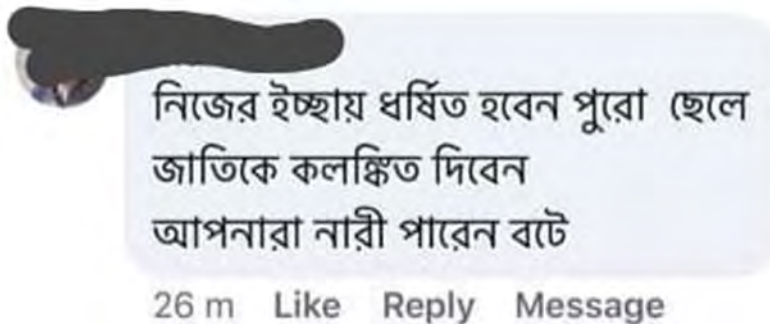 নিজের ইচ্ছায় ধর্ষিত হবেন পুরো ছেলে
জাতিকে কলঙ্কিত দিবেন
আপনারা নারী পারেন বটে
26 m Like Reply Message